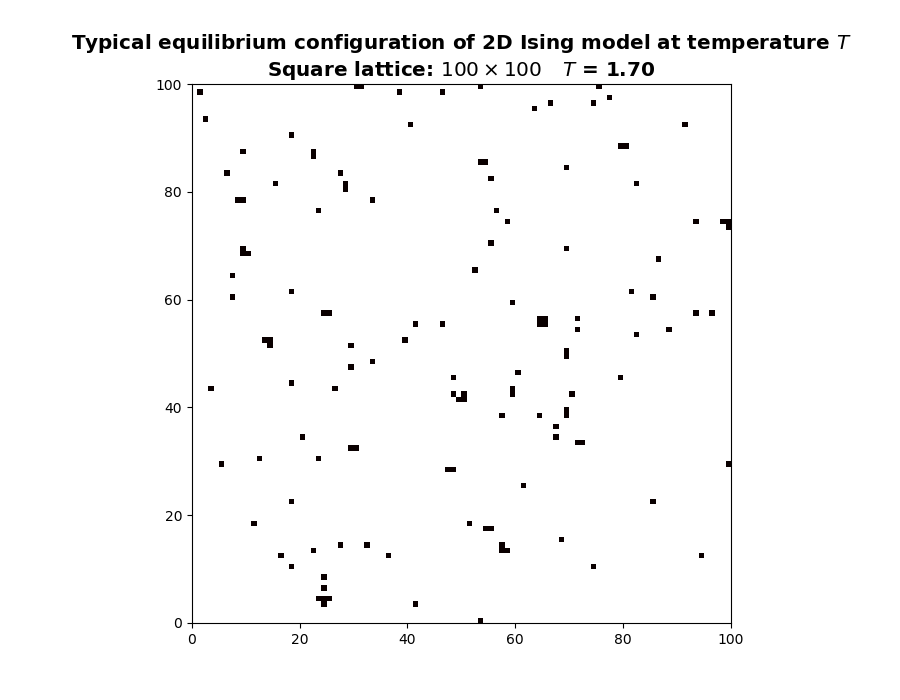 Typical equilibrium configuration of 2D Ising model at temperature T
Square lattice: 100 × 100 T = 1.70
100
80
60
40
20
0
0 20 40 60 80 100